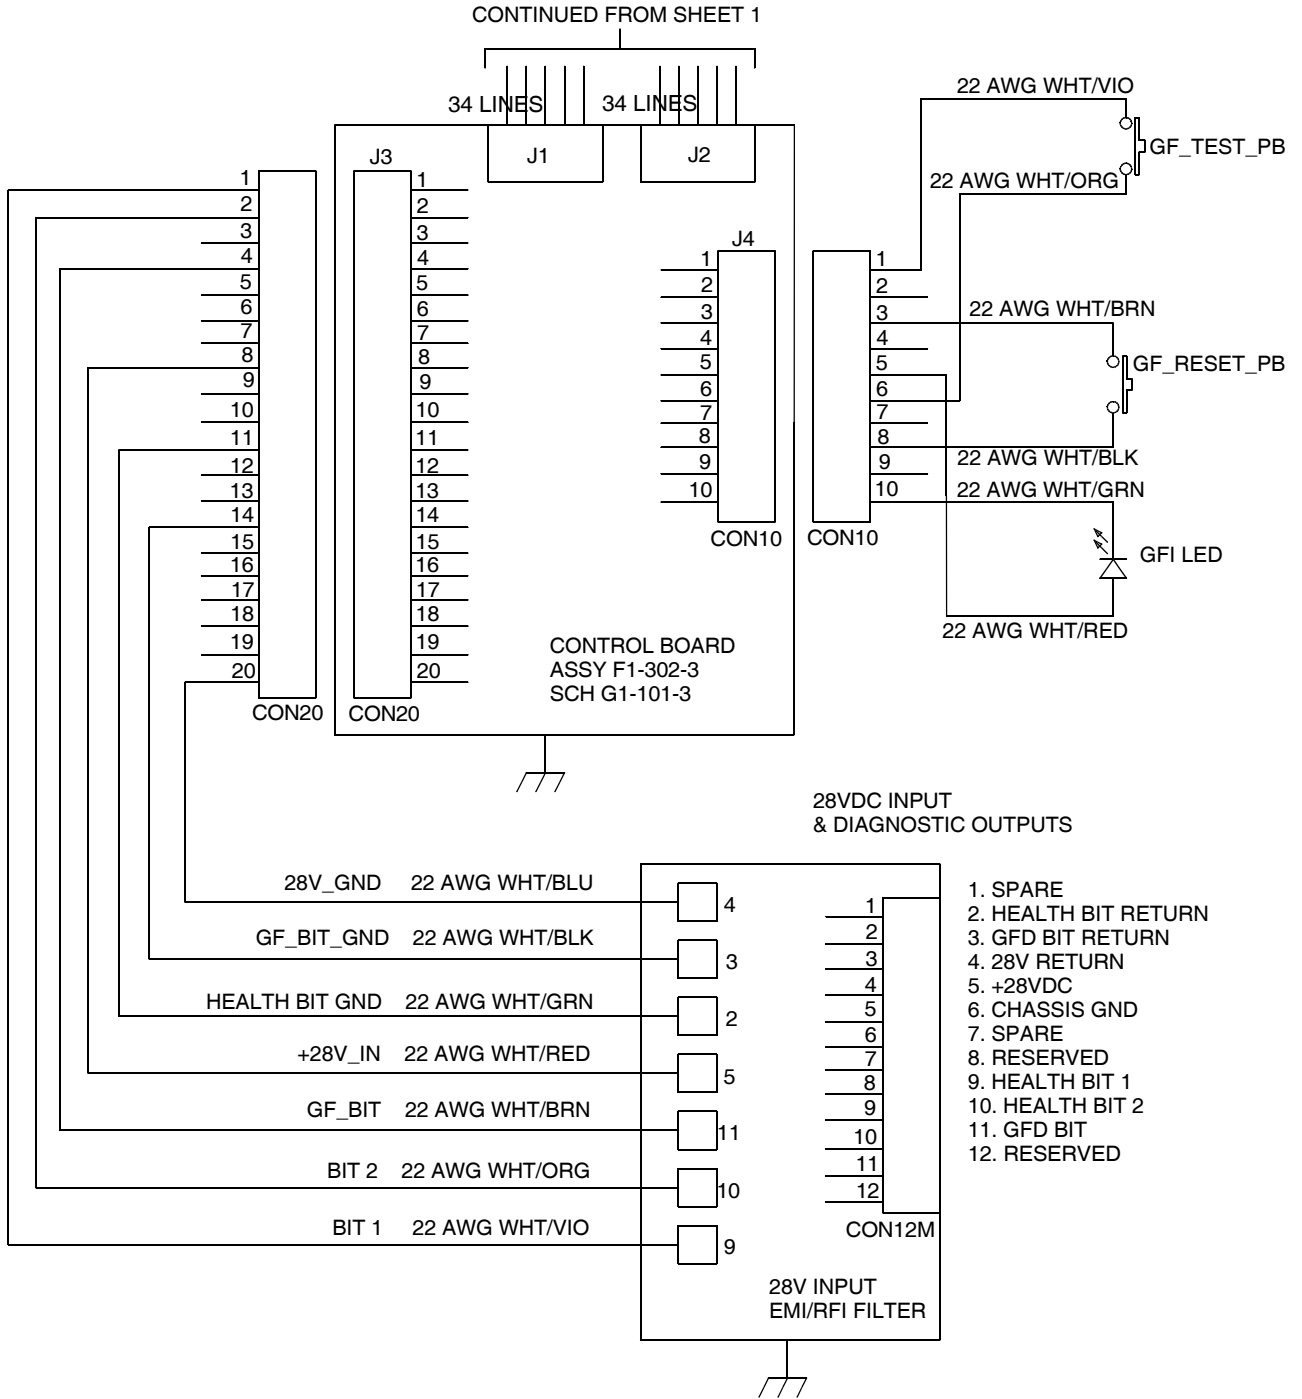 CONTINUED FROM SHEET 1
34 LINES
34 LINES
J1
J2
J3
J4
1
2
3
4
5
6
7
8
9
10
11
12
13
14
15
16
17
18
19
20
CON20
1
2
3
4
5
6
7
8
9
10
11
12
13
14
15
16
17
18
19
20
CON20
1
2
3
4
5
6
7
8
9
10
CON10
1
2
3
4
5
6
7
8
9
10
CON10
22 AWG WHT/VIO
GF_TEST_PB
22 AWG WHT/ORG
22 AWG WHT/BRN
GF_RESET_PB
22 AWG WHT/BLK
22 AWG WHT/GRN
GFI LED
22 AWG WHT/RED
CONTROL BOARD
ASSY F1-302-3
SCH G1-101-3
28VDC INPUT
& DIAGNOSTIC OUTPUTS
28V_GND 22 AWG WHT/BLU
4
GF_BIT_GND 22 AWG WHT/BLK
3
HEALTH BIT GND 22 AWG WHT/GRN
2
+28V_IN 22 AWG WHT/RED
5
GF_BIT 22 AWG WHT/BRN
11
BIT 2 22 AWG WHT/ORG
10
BIT 1 22 AWG WHT/VIO
9
1
2
3
4
5
6
7
8
9
10
11
12
CON12M
28V INPUT
EMI/RFI FILTER
1. SPARE
2. HEALTH BIT RETURN
3. GFD BIT RETURN
4. 28V RETURN
5. +28VDC
6. CHASSIS GND
7. SPARE
8. RESERVED
9. HEALTH BIT 1
10. HEALTH BIT 2
11. GFD BIT
12. RESERVED